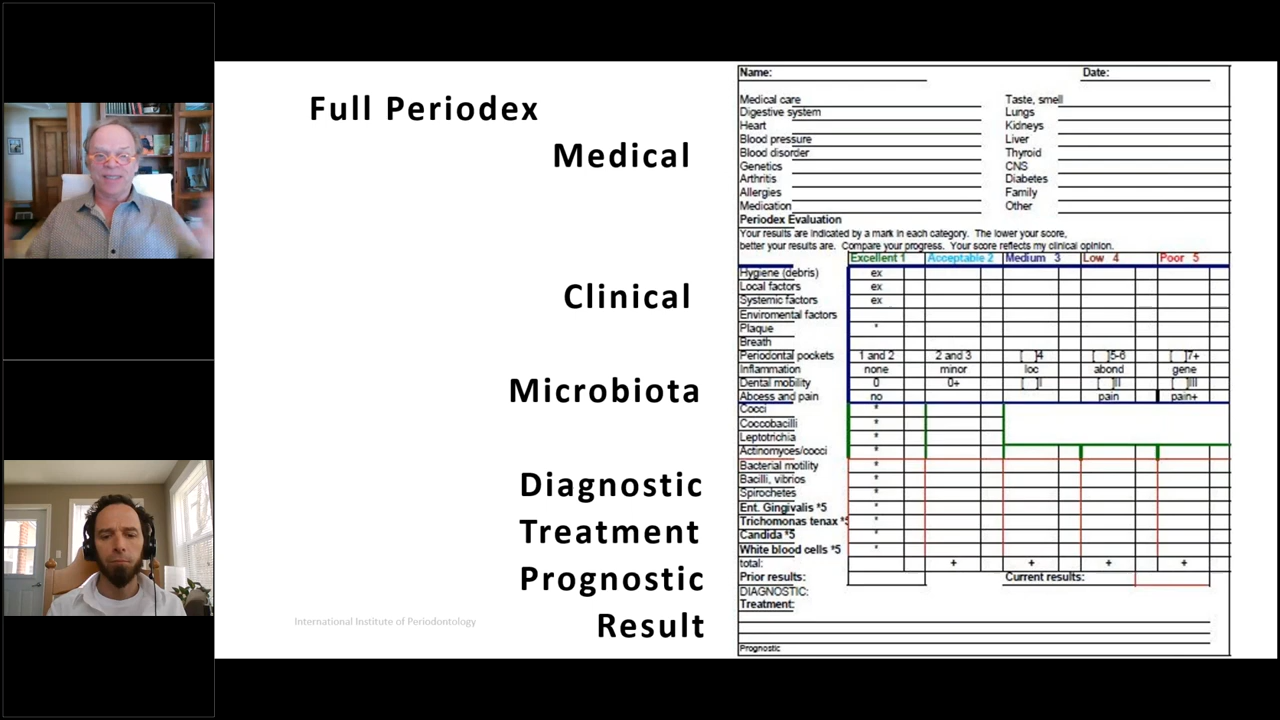 Full Periodex
Medical
Clinical
Microbiota
Diagnostic
Treatment
Prognostic
Result
International Institute of Periodontology
Name: Date:
Medical care Taste, smell
Digestive system Lungs
Heart Kidneys
Blood pressure Liver
Blood disorder Thyroid
Genetics CNS
Arthritis Diabetes
Allergies Family
Medication Other
Periodex Evaluation
Your results are indicated by a mark in each category. The lower your score,
better your results are. Compare your progress. Your score reflects my clinical opinion.
Excellent 1 Acceptable 2 Medium 3 Low 4 Poor 5
Hygiene (debris) ex
Local factors ex
Systemic factors ex
Enviromental factors
Plaque *
Breath
Periodontal pockets 1 and 2 2 and 3 [ ]4 [ ]5-6 [ ]7+
Inflammation none minor loc abond gene
Dental mobility 0 0+ [ ]I [ ]II [ ]III
Abcess and pain no pain pain+
Cocci *
Coccobacilli *
Leptotrichia *
Actinomyces/cocci *
Bacterial motility *
Bacilli, vibrios *
Spirochetes *
Ent. Gingivalis *5 *
Trichomonas tenax *5 *
Candida *5 *
White blood cells *5 *
total: + + + +
Prior results: Current results:
DIAGNOSTIC:
Treatment:
Prognostic